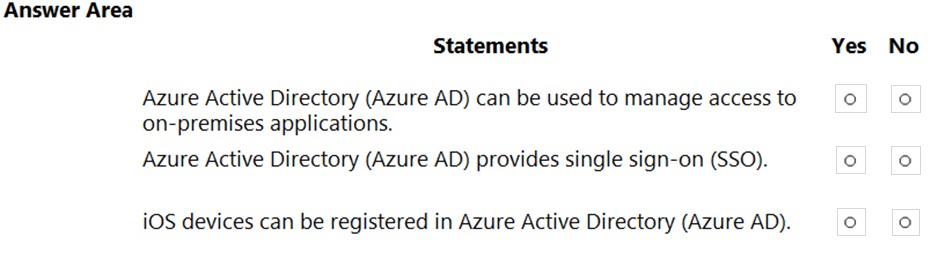 Answer Area
Statements Yes No
Azure Active Directory (Azure AD) can be used to manage access to
on-premises applications.
Azure Active Directory (Azure AD) provides single sign-on (SSO).
iOS devices can be registered in Azure Active Directory (Azure AD).